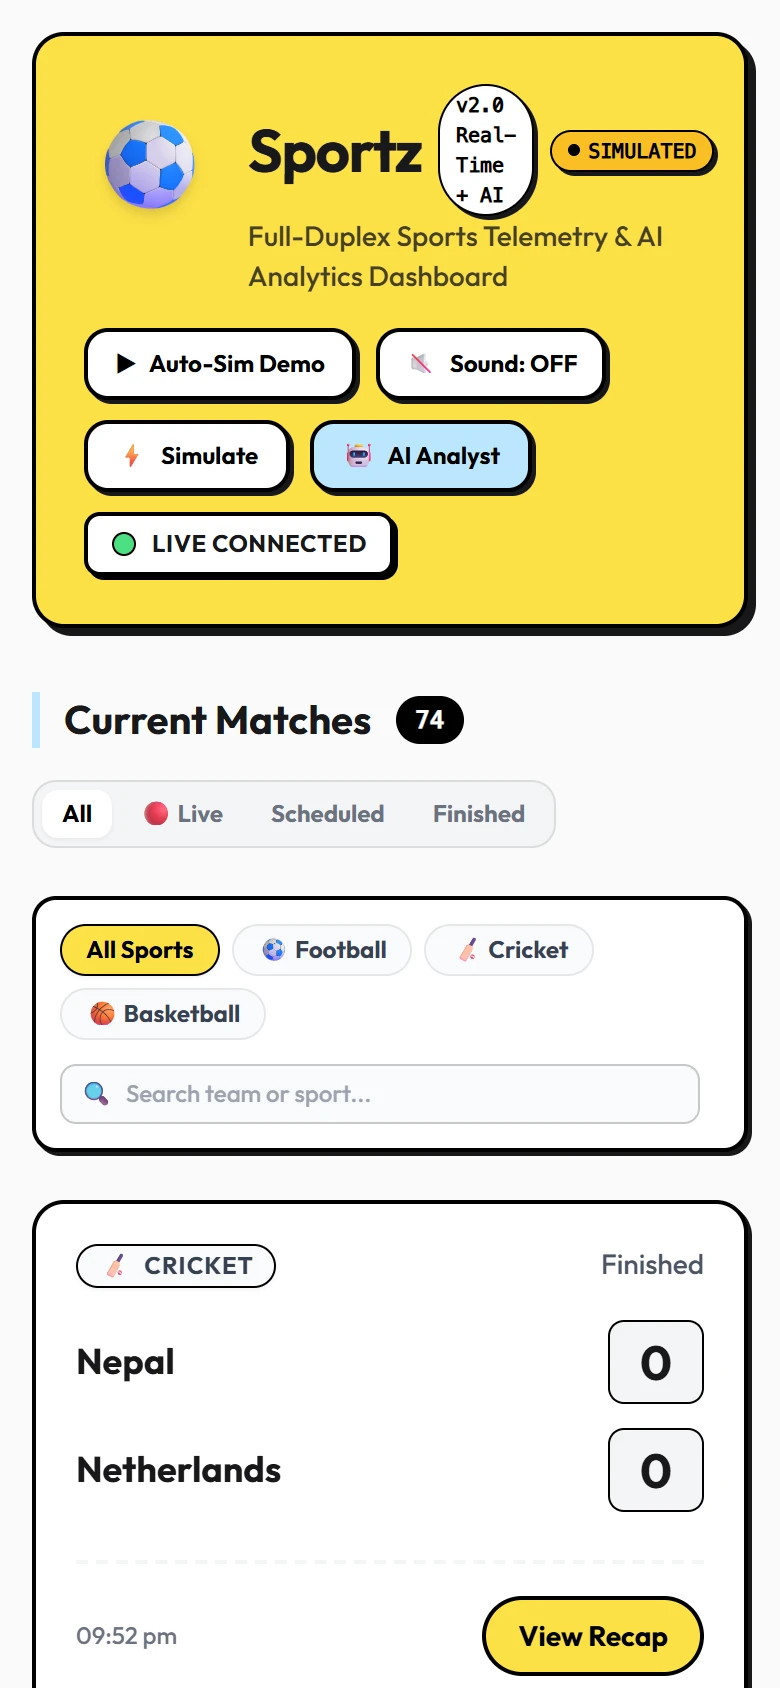 Sportz
v2.0
Real-
Time
+ AI
SIMULATED
Full-Duplex Sports Telemetry & AI
Analytics Dashboard
Auto-Sim Demo
Sound: OFF
Simulate
AI Analyst
LIVE CONNECTED
Current Matches 74
All
Live
Scheduled
Finished
All Sports
Football
Cricket
Basketball
Search team or sport...
CRICKET
Finished
Nepal 0
Netherlands 0
09:52 pm
View Recap